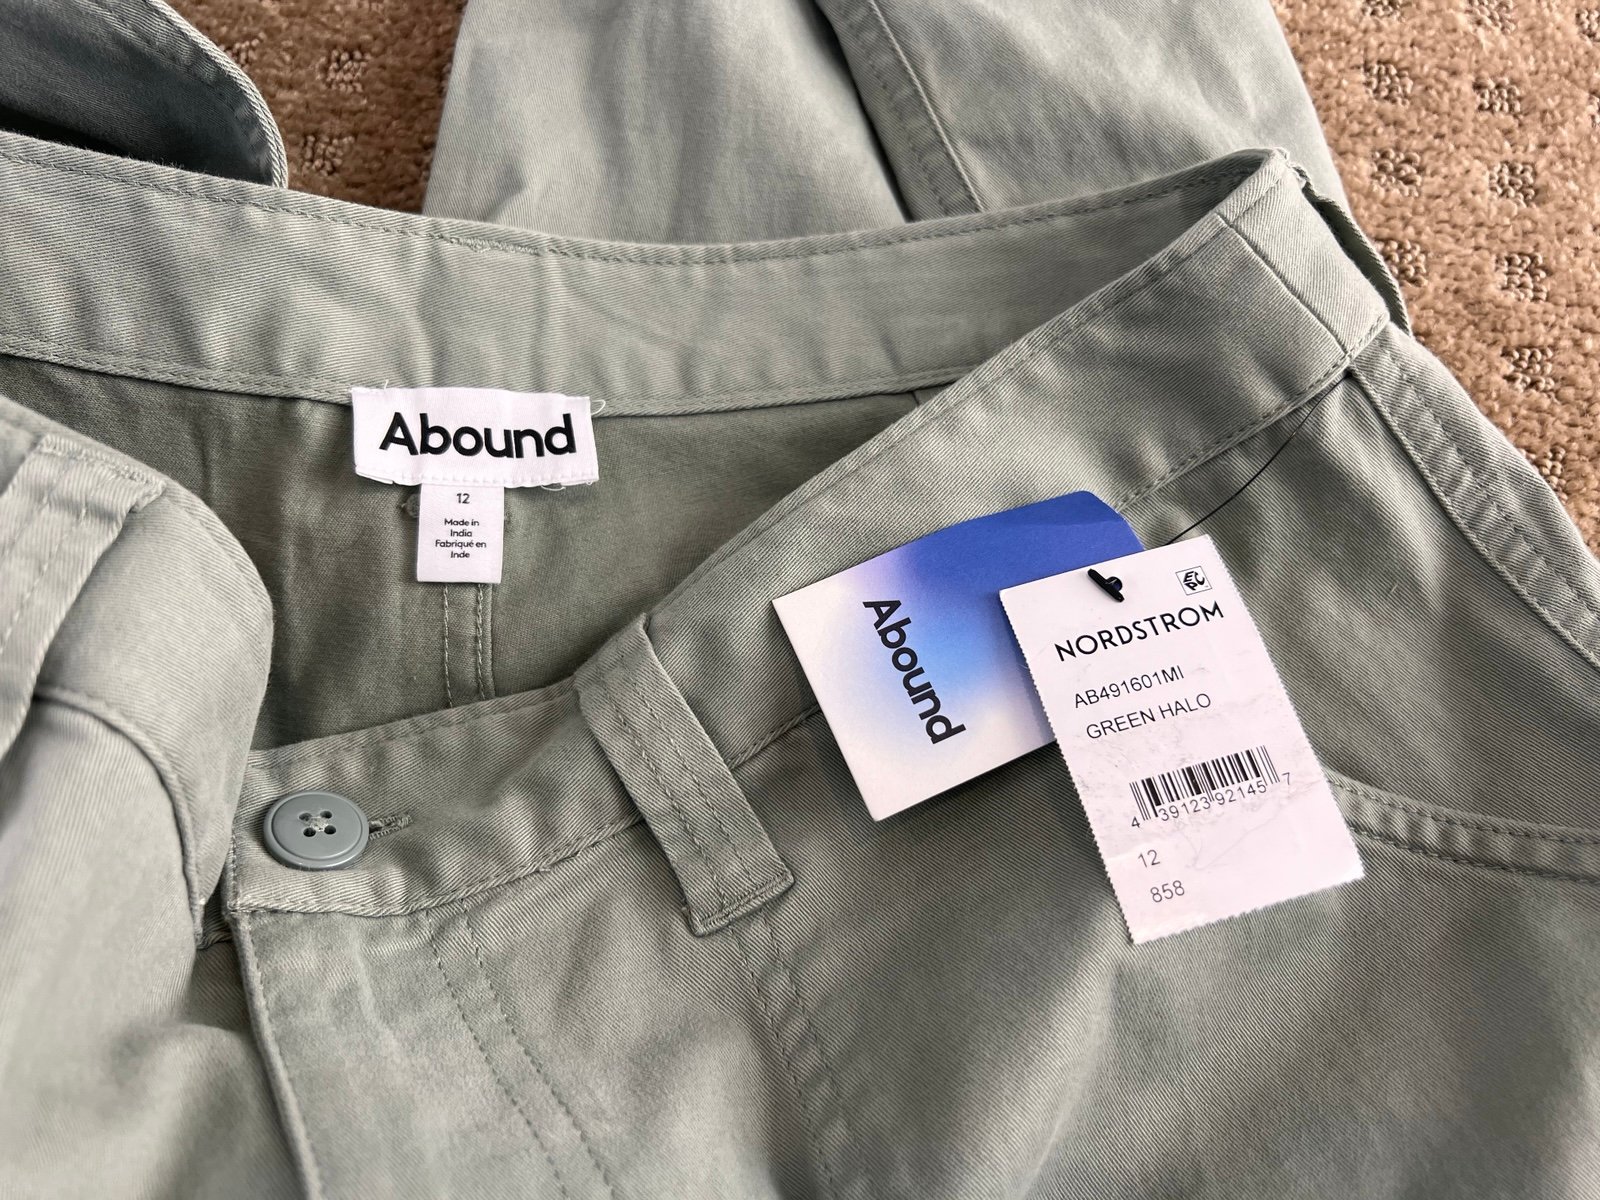 Abound
12
Made in
India
Fabriqué en
Inde
Abound
EPC
NORDSTROM
AB491601MI
GREEN HALO
4 39123 92145 7
12
858